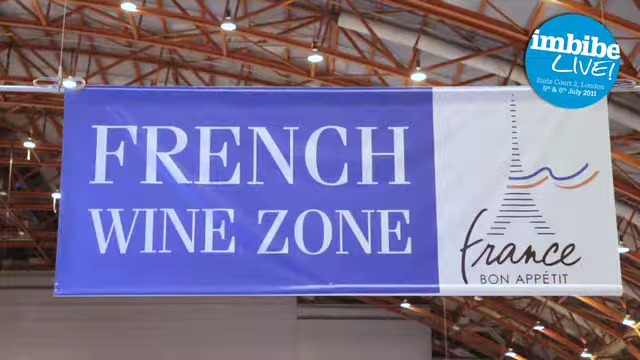 imbibe
LIVE!
Earls Court 2, London
5th & 6th July 2011
FRENCH
WINE ZONE
france
BON APPÉTIT